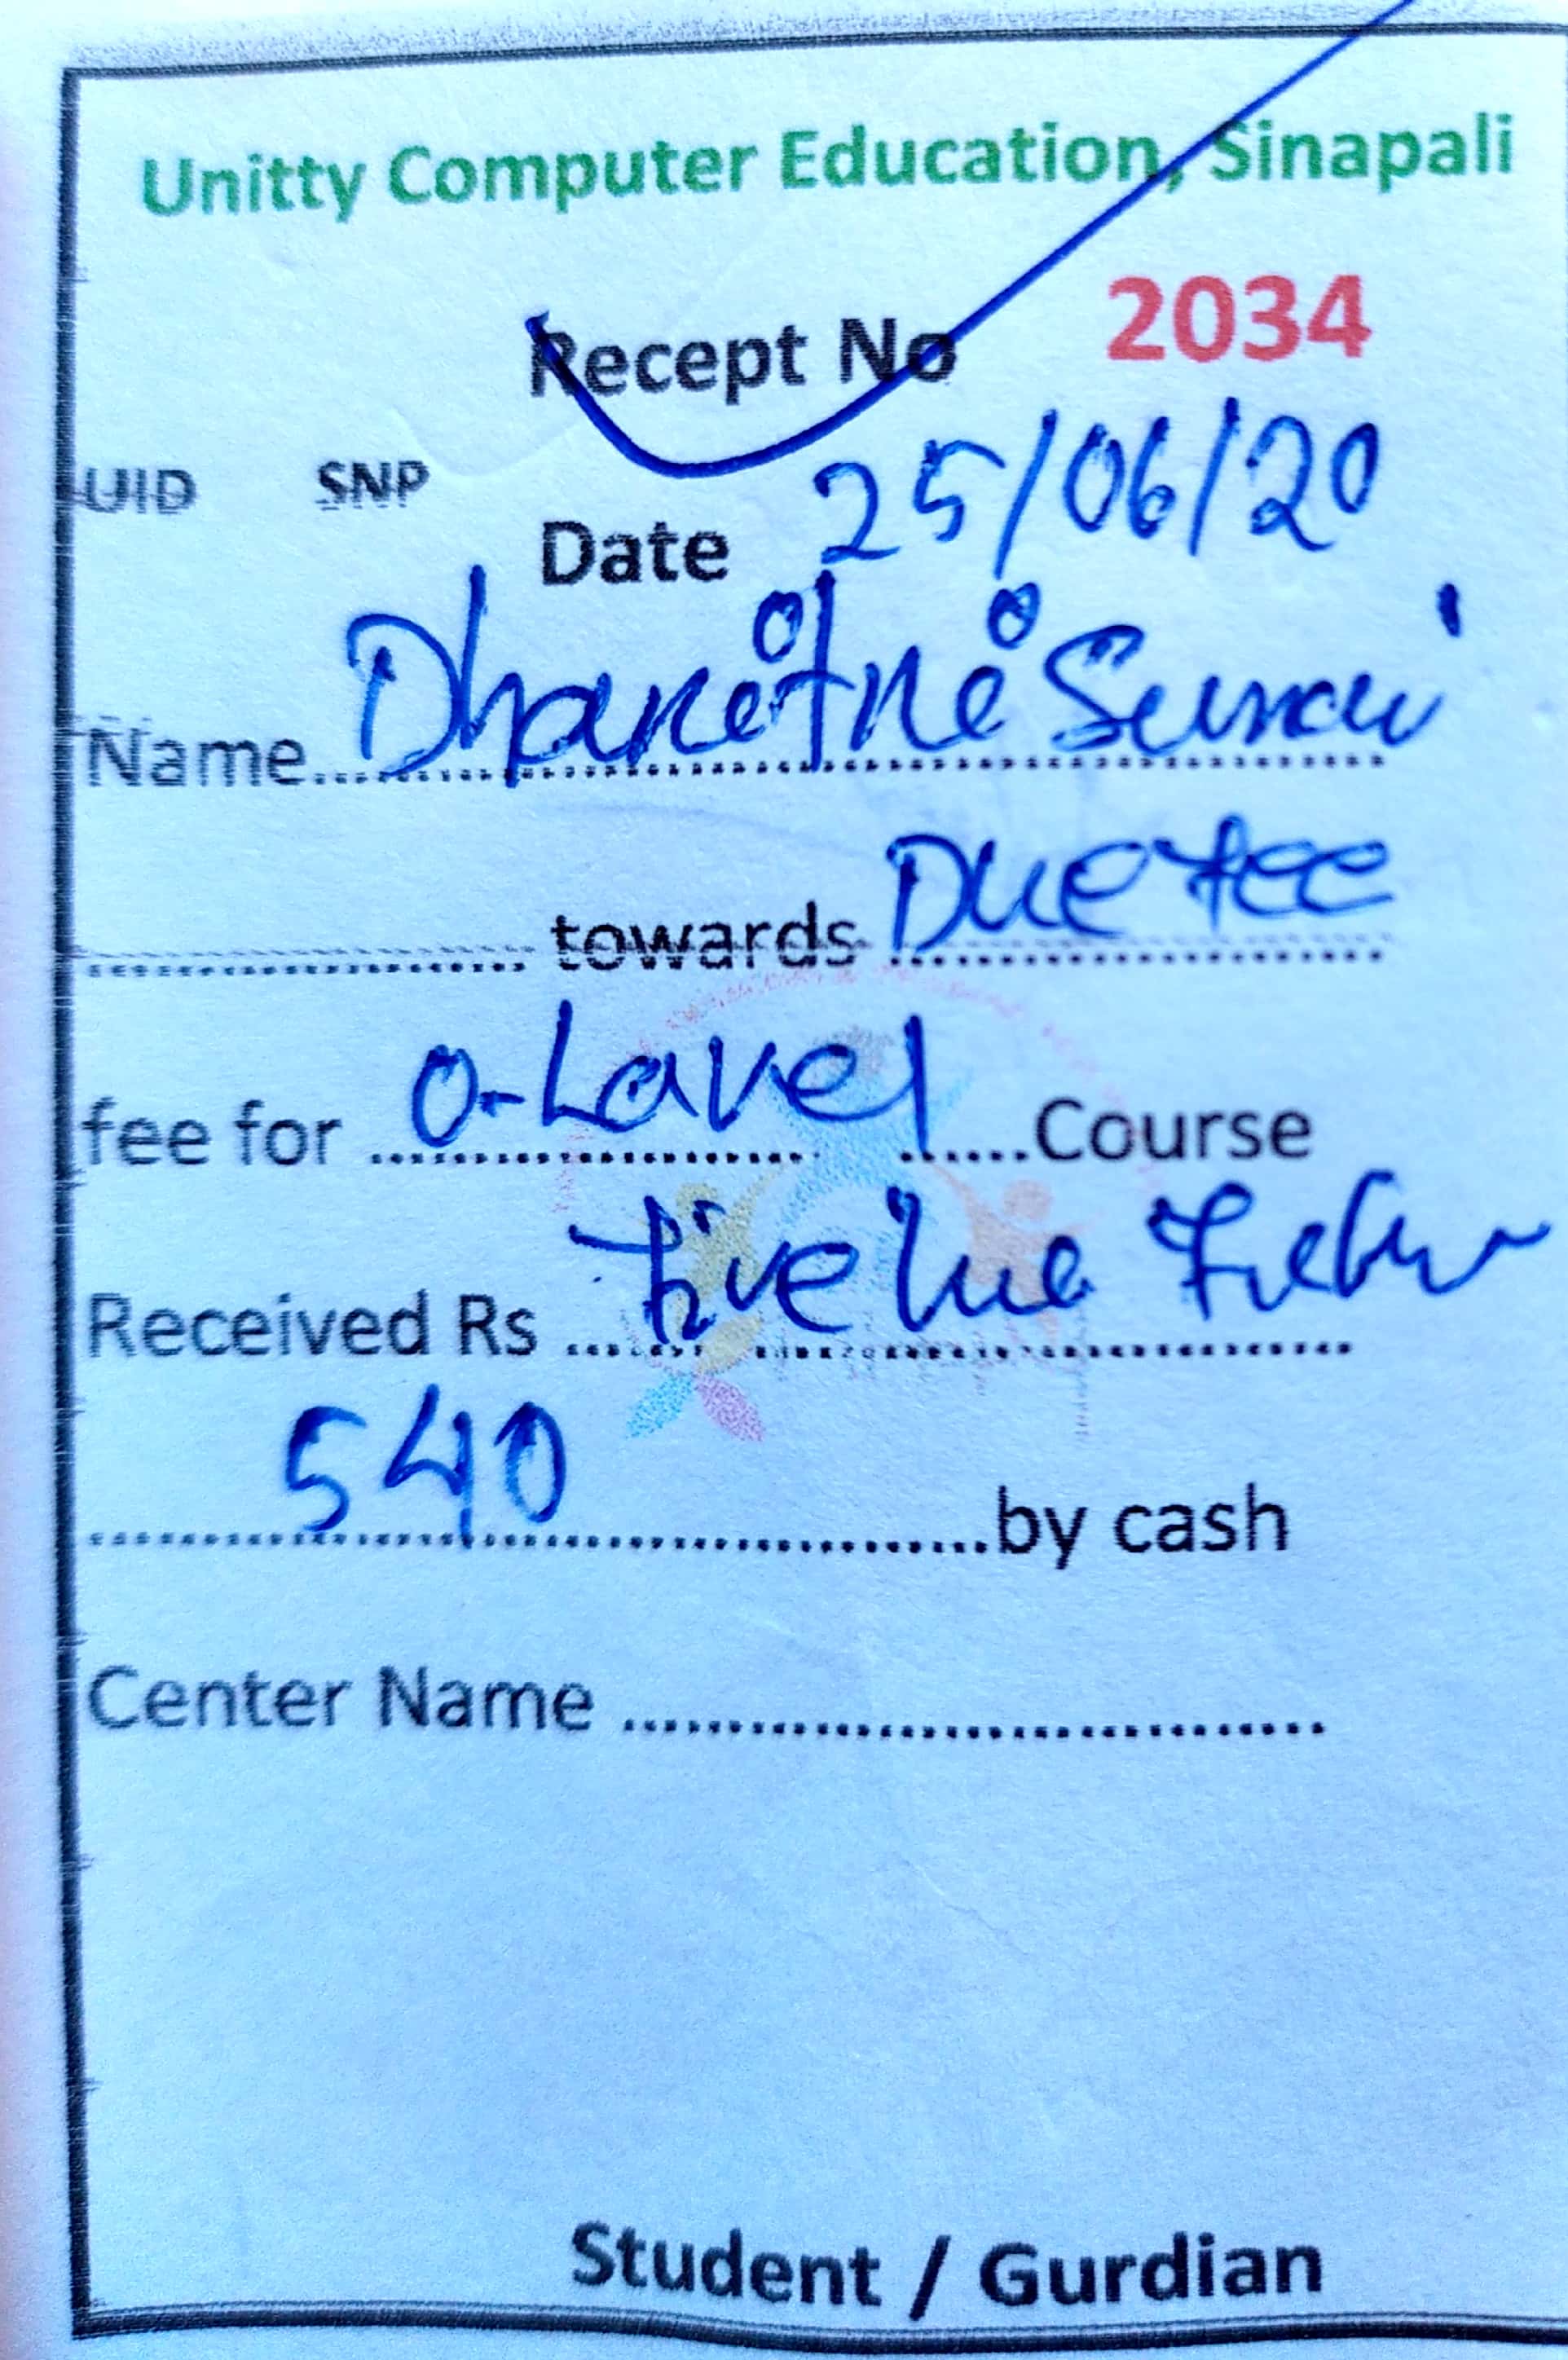 Unitty Computer Education, Sinapali
Recept No 2034
UID SNP
Date 25/06/20
Name
towards Due fee
fee for O-Lavel Course
Received Rs Five
540 by cash
Center Name
Student / Gurdian